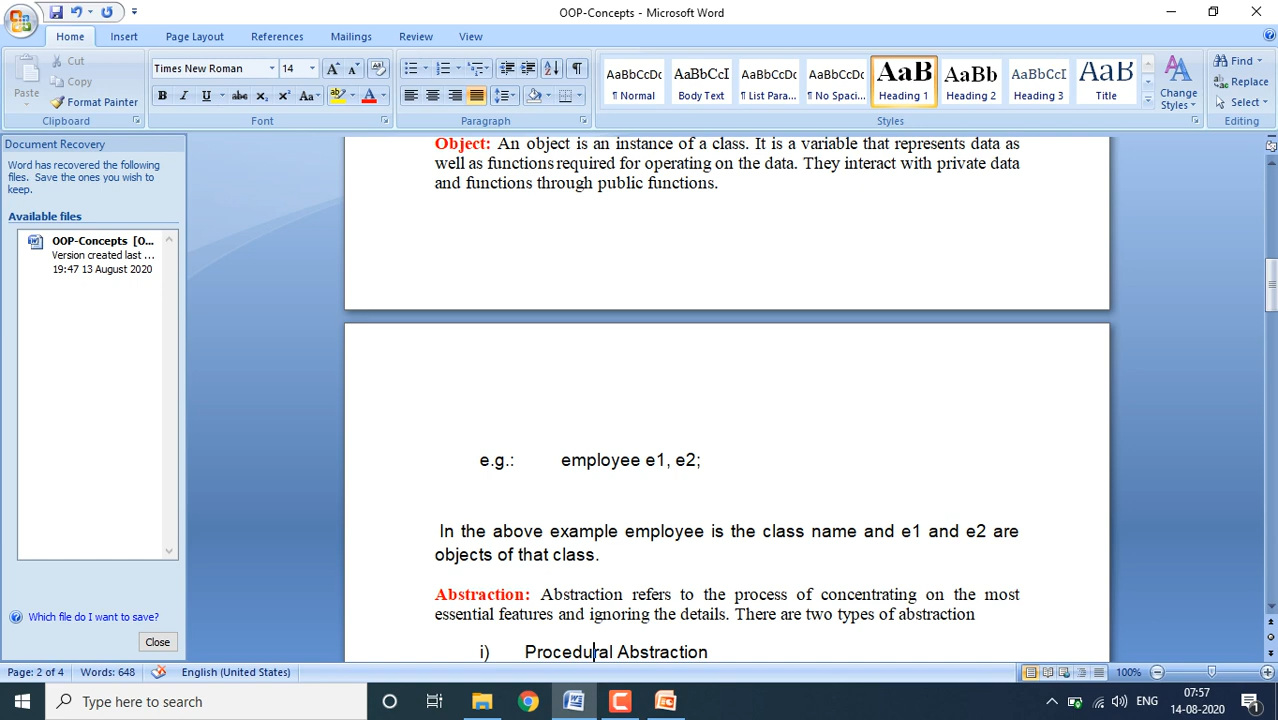 OOP-Concepts - Microsoft Word
Home Insert Page Layout References Mailings Review View
Paste
Cut
Copy
Format Painter
Clipboard
Times New Roman 14
Font
Paragraph
AaBbCcDc ¶ Normal
AaBbCcI Body Text
AaBbCcDc ¶ List Para...
AaBbCcDc ¶ No Spaci...
AaB Heading 1
AaBb Heading 2
AaBbCcI Heading 3
AaB Title
Change Styles
Styles
Find
Replace
Select
Editing
Document Recovery
Word has recovered the following
files. Save the ones you wish to
keep.
Available files
OOP-Concepts [O...
Version created last ...
19:47 13 August 2020
Which file do I want to save?
Close
Object: An object is an instance of a class. It is a variable that represents data as
well as functions required for operating on the data. They interact with private data
and functions through public functions.
e.g.: employee e1, e2;
In the above example employee is the class name and e1 and e2 are
objects of that class.
Abstraction: Abstraction refers to the process of concentrating on the most
essential features and ignoring the details. There are two types of abstraction
i) Procedural Abstraction
Page: 2 of 4 Words: 648 English (United States) 100%
Type here to search
ENG
07:57
14-08-2020